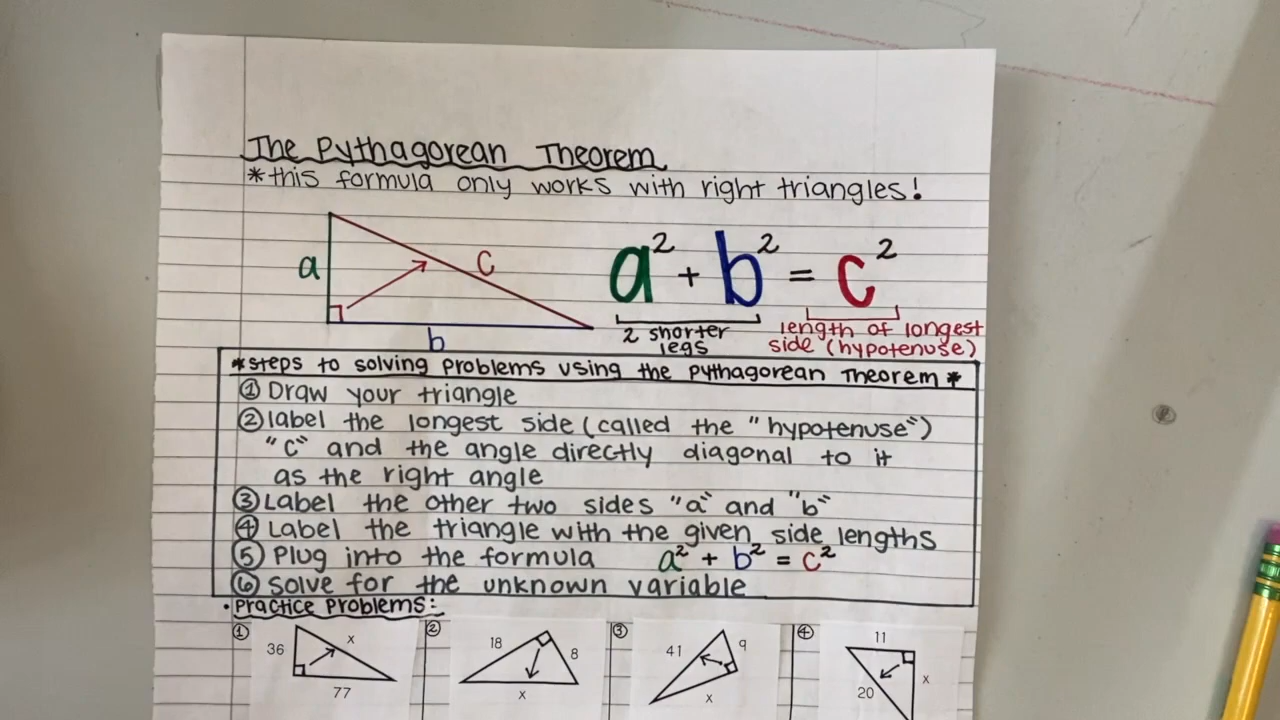 The Pythagorean Theorem
*this formula only works with right triangles!
a
c
b
a² + b² = c²
2 shorter legs
length of longest side (hypotenuse)
*steps to solving problems using the pythagorean Theorem*
① Draw your triangle
② label the longest side (called the "hypotenuse")
"c" and the angle directly diagonal to it
as the right angle
③ Label the other two sides "a" and "b"
④ Label the triangle with the given side lengths
⑤ Plug into the formula a² + b² = c²
⑥ Solve for the unknown variable
• Practice Problems:
① 36 x 77
② 18 8 x
③ 41 9 x
④ 11 x 20